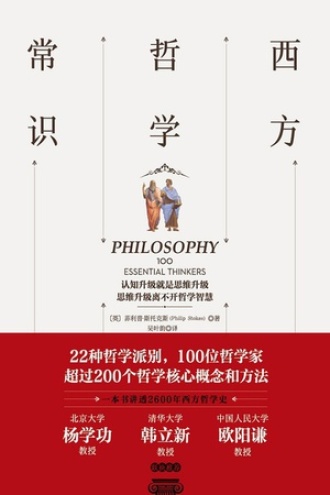 西方
哲学
常识
PHILOSOPHY
100
ESSENTIAL THINKERS
认知升级就是思维升级
思维升级离不开哲学智慧
［英］菲利普·斯托克斯（Philip Stokes）◎著
吴叶韵◎译
22种哲学派别，100位哲学家
超过200个哲学核心概念和方法
一本书讲透2600年西方哲学史
北京大学
杨学功
教授
清华大学
韩立新
教授
中国人民大学
欧阳谦
教授
联袂推荐